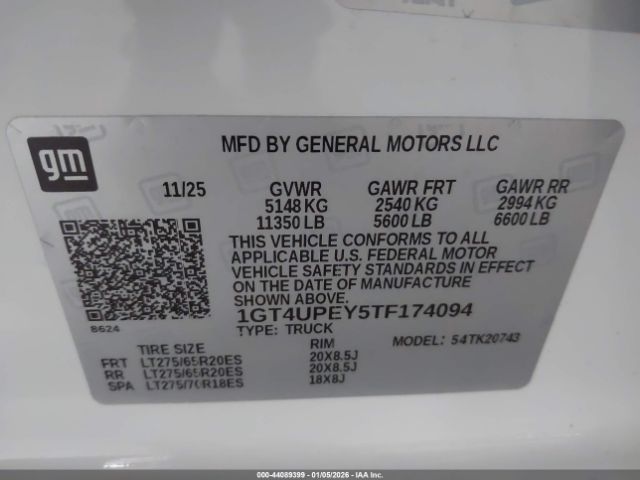 gm
MFD BY GENERAL MOTORS LLC
11/25 GVWR GAWR FRT GAWR RR
5148 KG 2540 KG 2994 KG
11350 LB 5600 LB 6600 LB
THIS VEHICLE CONFORMS TO ALL
APPLICABLE U.S. FEDERAL MOTOR
VEHICLE SAFETY STANDARDS IN EFFECT
ON THE DATE OF MANUFACTURE
SHOWN ABOVE.
8624
1GT4UPEY5TF174094
TYPE: TRUCK
MODEL: 54TK20743
TIRE SIZE RIM
FRT LT275/65R20ES 20X8.5J
RR LT275/65R20ES 20X8.5J
SPA LT275/70R18ES 18X8J
000-44089399 | 01/05/2026 - IAA Inc.